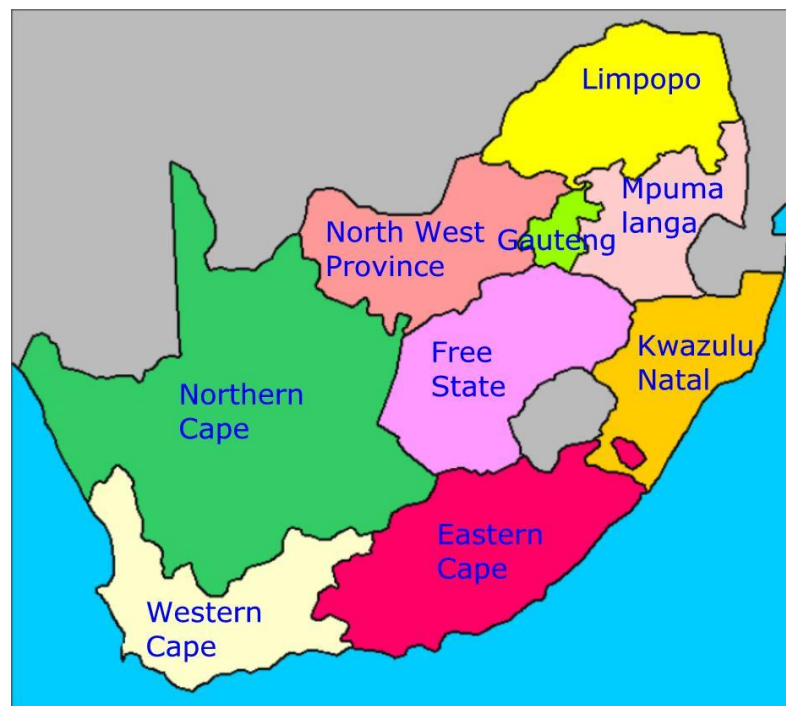 Limpopo
Mpuma
langa
North West
Province
Gauteng
Free
State
Kwazulu
Natal
Northern
Cape
Eastern
Cape
Western
Cape